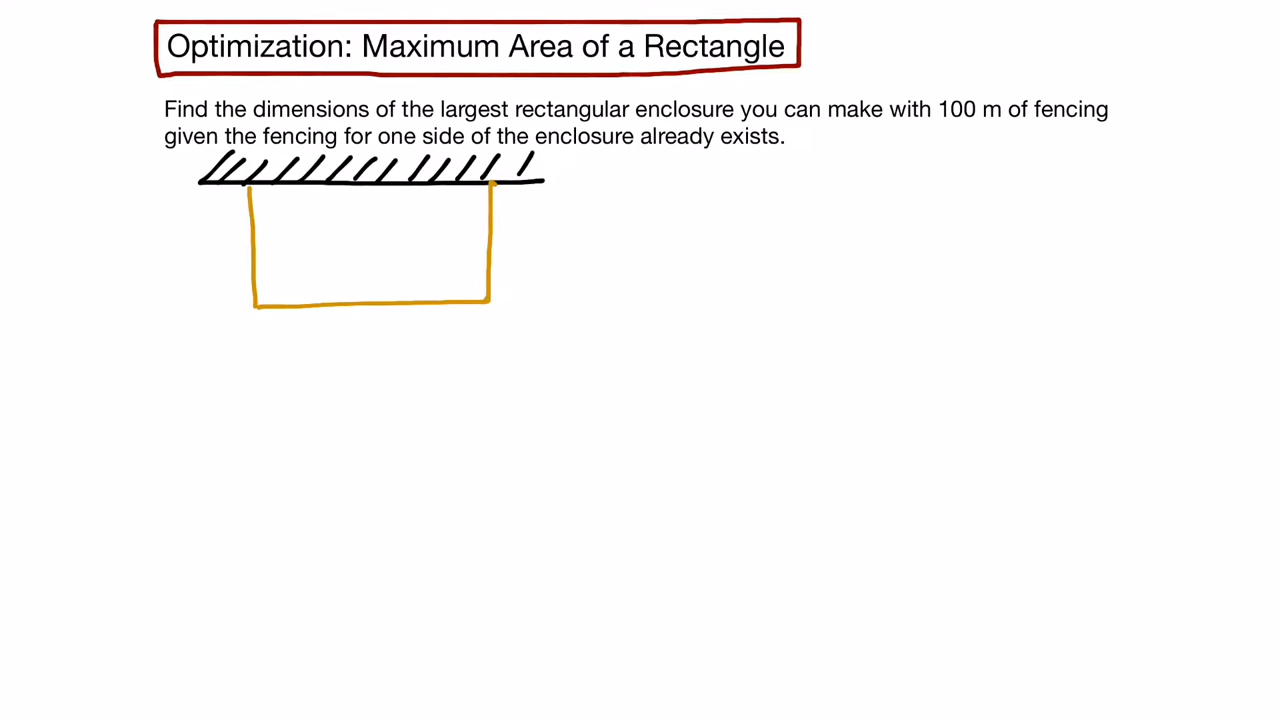 Optimization: Maximum Area of a Rectangle
Find the dimensions of the largest rectangular enclosure you can make with 100 m of fencing
given the fencing for one side of the enclosure already exists.